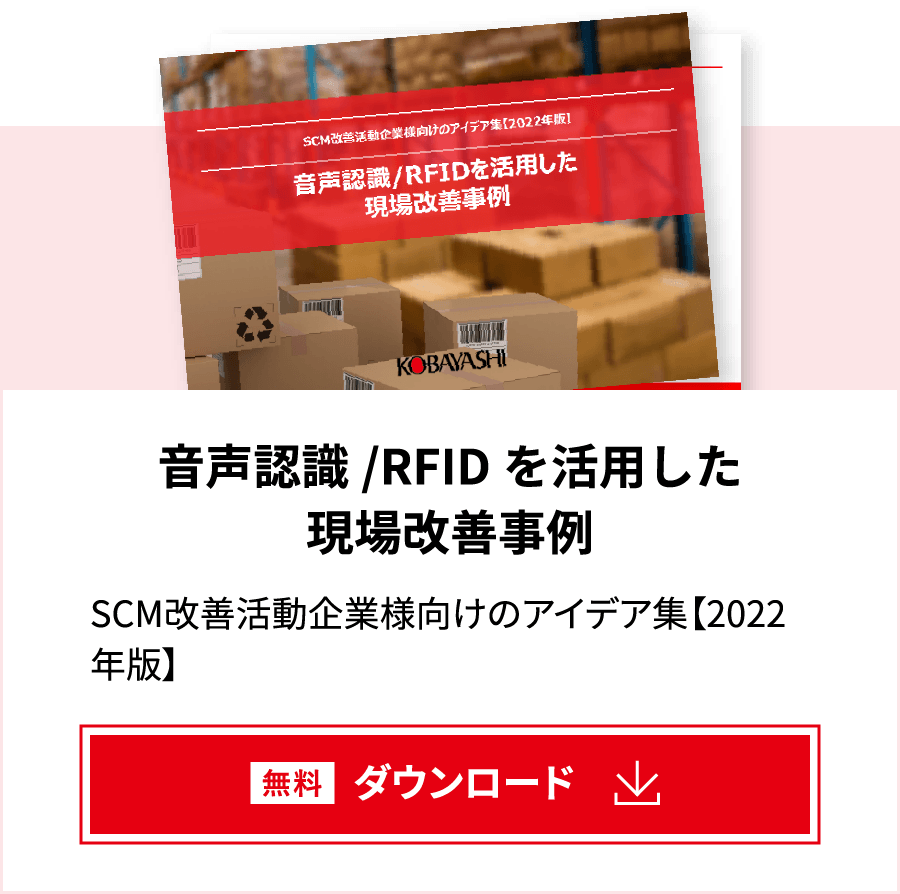 SCM改善活動企業様向けのアイデア集【2022年版】
音声認識/RFIDを活用した
現場改善事例
KOBAYASHI
音声認識/RFIDを活用した
現場改善事例
SCM改善活動企業様向けのアイデア集【2022
年版】
無料 ダウンロード